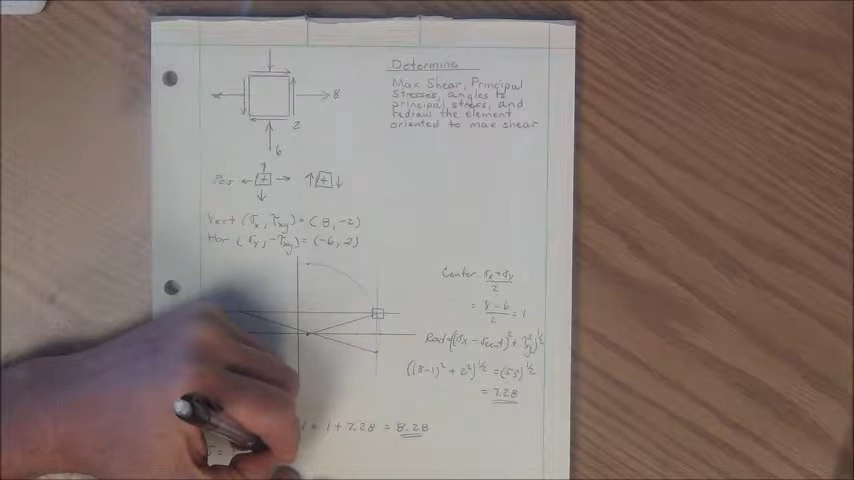 Determine
Max Shear, Principal
Stresses, angles to
principal stress, and
redraw the element
oriented to max shear
8
2
6
Pos + +
Vert (σx, τxy) = (8, -2)
Hor (σy, -τxy) = (-6, 2)
Center σx + σy
2
= 8 - 6
2 = 1
Rad = ((σx - σcent)² + τ²xy)^½
((8-1)² + 2²)^½ = (53)^½
= 7.28
= 1 + 7.28 = 8.28
σ =